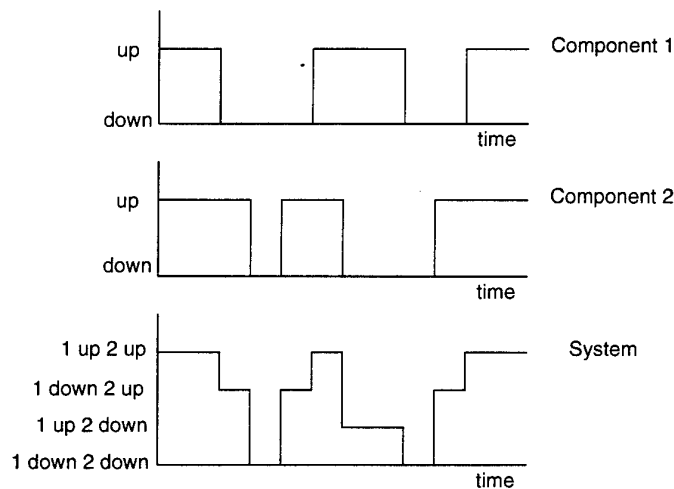 up
Component 1
down
time
up
Component 2
down
time
1 up 2 up
System
1 down 2 up
1 up 2 down
1 down 2 down
time